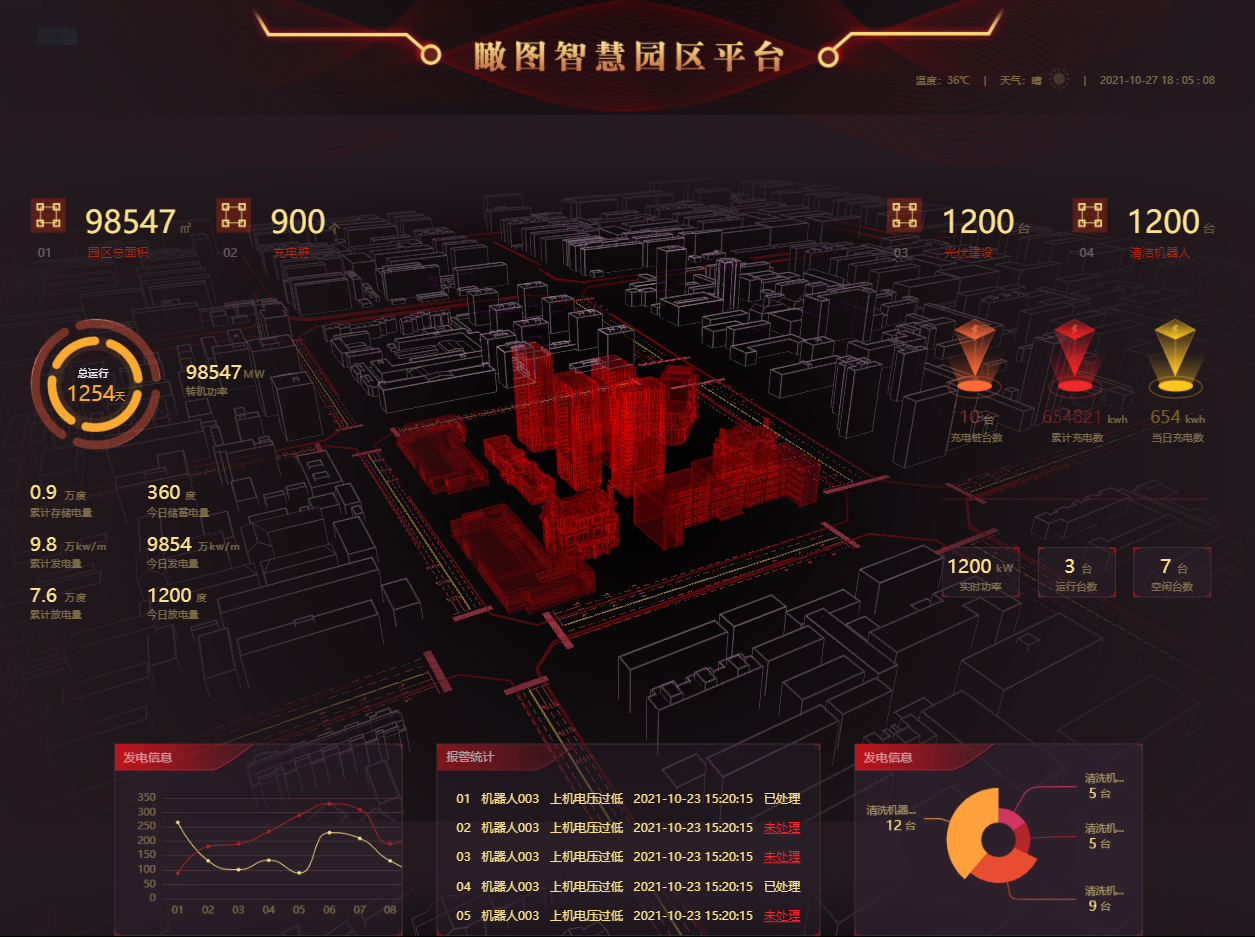 瞰图智慧园区平台
温度: 36℃ | 天气: 晴 | 2021-10-27 18 : 05 : 08
98547 ㎡
01 园区总面积
900 个
02 充电桩
1200 台
03 光伏建设
1200 台
04 清洁机器人
总运行
1254天
98547 MW
转机功率
10 台
充电桩台数
654821 kwh
累计充电数
654 kwh
当日充电数
0.9 万度
累计存储电量
360 度
今日储蓄电量
9.8 万kw/m
累计发电量
9854 万kw/m
今日发电量
7.6 万度
累计放电量
1200 度
今日放电量
1200 kW
实时功率
3 台
运行台数
7 台
空闲台数
发电信息
350
300
250
200
150
100
50
0
01 02 03 04 05 06 07 08
报警统计
01 机器人003 上机电压过低 2021-10-23 15:20:15 已处理
02 机器人003 上机电压过低 2021-10-23 15:20:15 未处理
03 机器人003 上机电压过低 2021-10-23 15:20:15 未处理
04 机器人003 上机电压过低 2021-10-23 15:20:15 已处理
05 机器人003 上机电压过低 2021-10-23 15:20:15 未处理
发电信息
清洗机...
5 台
清洗机器...
12 台
清洗机...
5 台
清洗机...
9 台